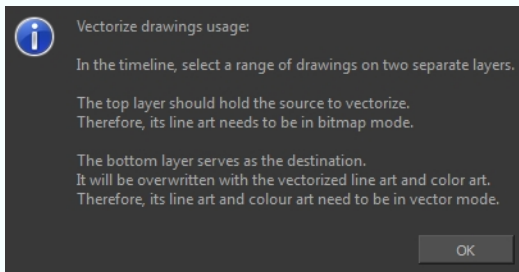 Vectorize drawings usage:
In the timeline, select a range of drawings on two separate layers.
The top layer should hold the source to vectorize.
Therefore, its line art needs to be in bitmap mode.
The bottom layer serves as the destination.
It will be overwritten with the vectorized line art and color art.
Therefore, its line art and colour art need to be in vector mode.
OK